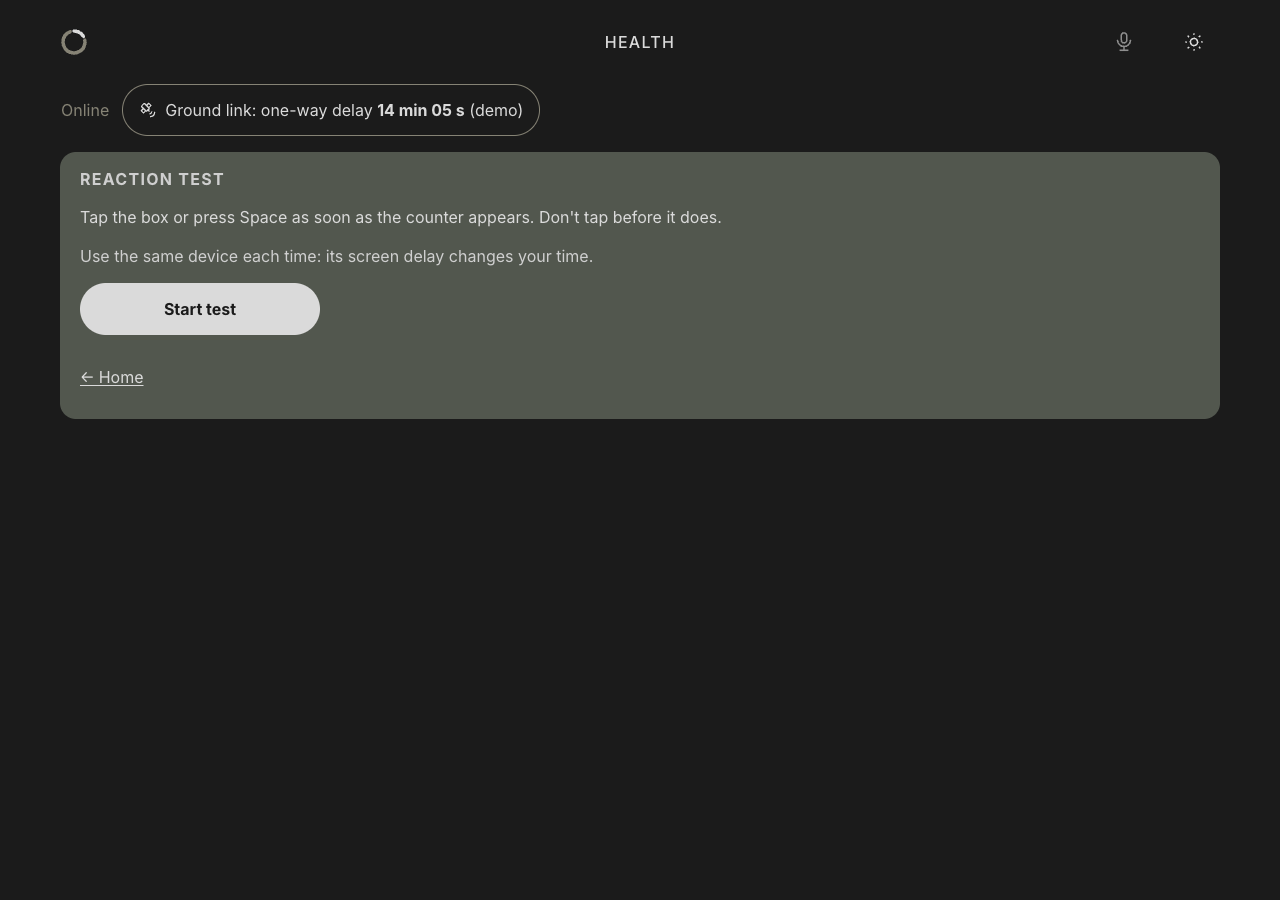 HEALTH
Online
Ground link: one-way delay 14 min 05 s (demo)
REACTION TEST
Tap the box or press Space as soon as the counter appears. Don't tap before it does.
Use the same device each time: its screen delay changes your time.
Start test
← Home